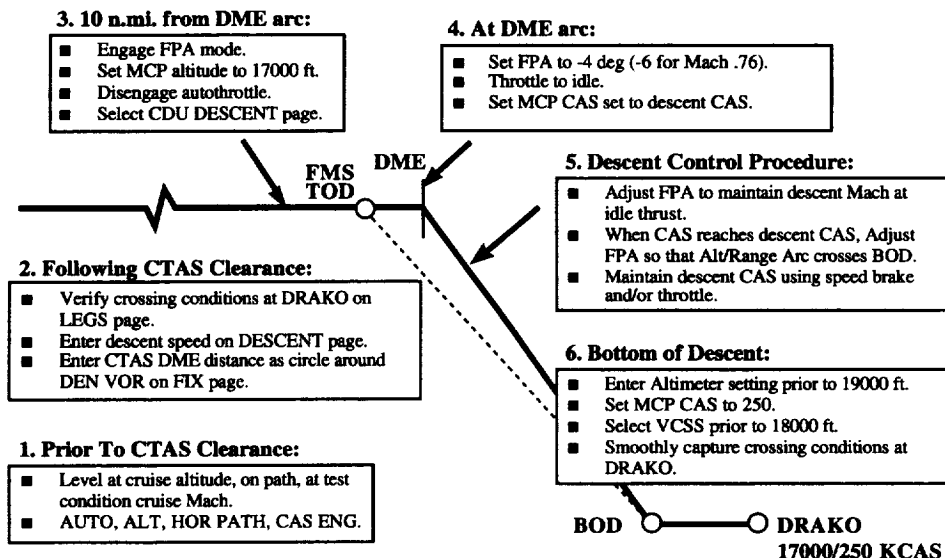 3. 10 n.mi. from DME arc:
■ Engage FPA mode.
■ Set MCP altitude to 17000 ft.
■ Disengage autothrottle.
■ Select CDU DESCENT page.
4. At DME arc:
■ Set FPA to -4 deg (-6 for Mach .76).
■ Throttle to idle.
■ Set MCP CAS set to descent CAS.
FMS
TOD
DME
5. Descent Control Procedure:
■ Adjust FPA to maintain descent Mach at
idle thrust.
■ When CAS reaches descent CAS, Adjust
FPA so that Alt/Range Arc crosses BOD.
■ Maintain descent CAS using speed brake
and/or throttle.
2. Following CTAS Clearance:
■ Verify crossing conditions at DRAKO on
LEGS page.
■ Enter descent speed on DESCENT page.
■ Enter CTAS DME distance as circle around
DEN VOR on FIX page.
6. Bottom of Descent:
■ Enter Altimeter setting prior to 19000 ft.
■ Set MCP CAS to 250.
■ Select VCSS prior to 18000 ft.
■ Smoothly capture crossing conditions at
DRAKO.
1. Prior To CTAS Clearance:
■ Level at cruise altitude, on path, at test
condition cruise Mach.
■ AUTO, ALT, HOR PATH, CAS ENG.
BOD
DRAKO
17000/250 KCAS